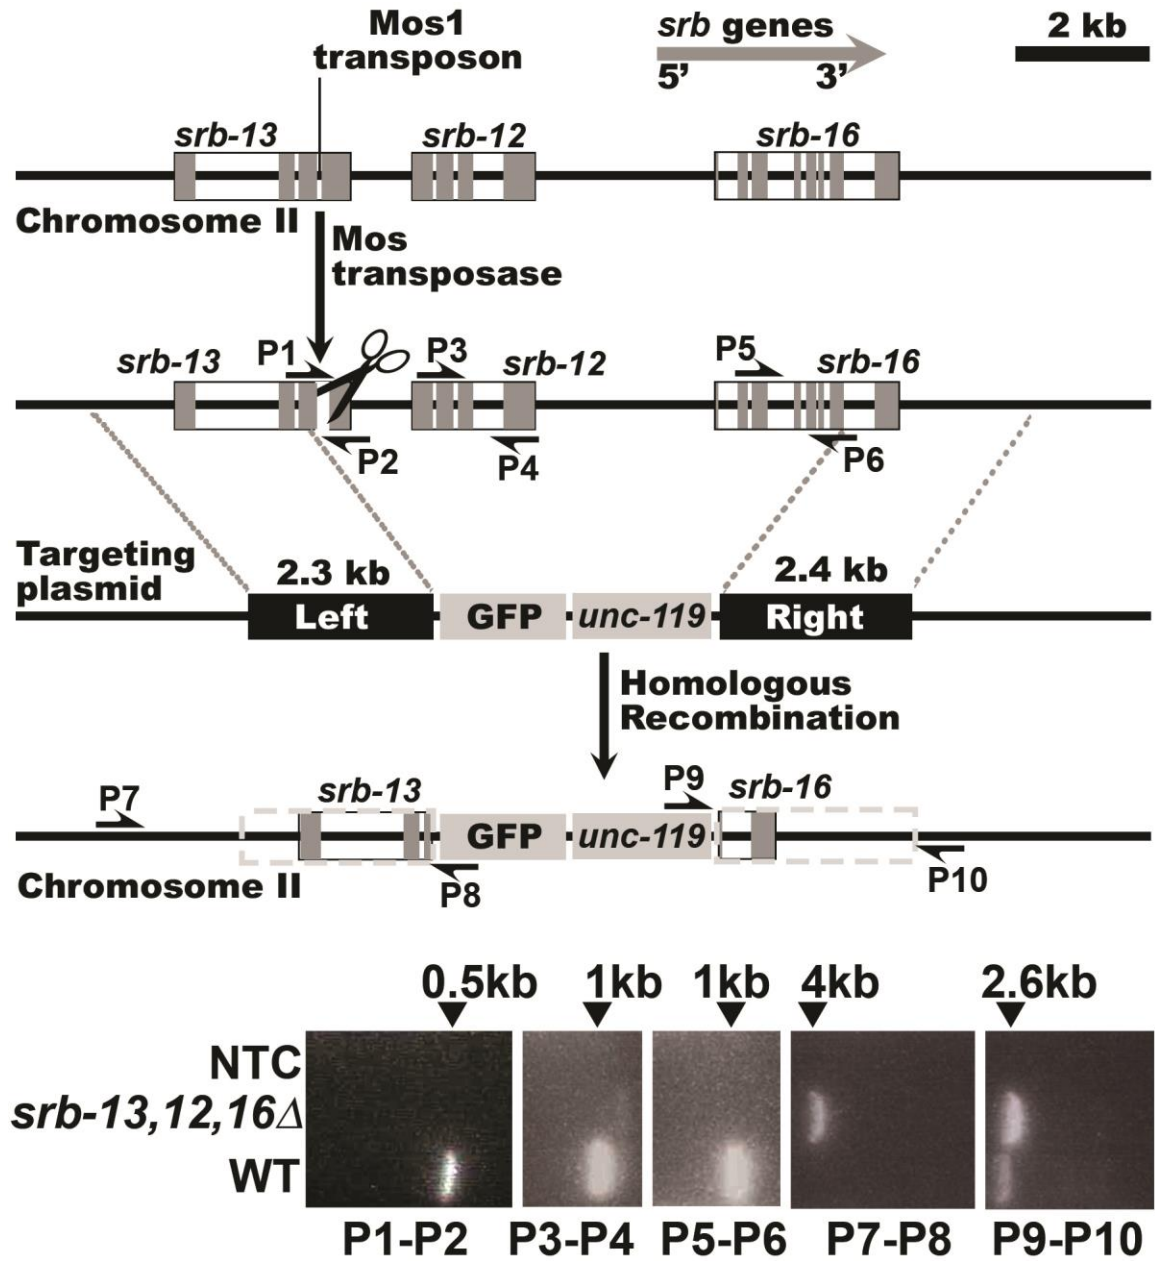 Mos1
transposon
srb genes
5’ 3’
2 kb
srb-13
srb-12
srb-16
Chromosome II
Mos
transposase
srb-13
P1
P3
srb-12
P5
srb-16
P2
P4
P6
Targeting
plasmid
2.3 kb
2.4 kb
Left
GFP
unc-119
Right
Homologous
Recombination
P7
srb-13
P9
srb-16
GFP
unc-119
Chromosome II
P8
P10
0.5kb
1kb
1kb
4kb
2.6kb
NTC
srb-13,12,16Δ
WT
P1-P2
P3-P4
P5-P6
P7-P8
P9-P10